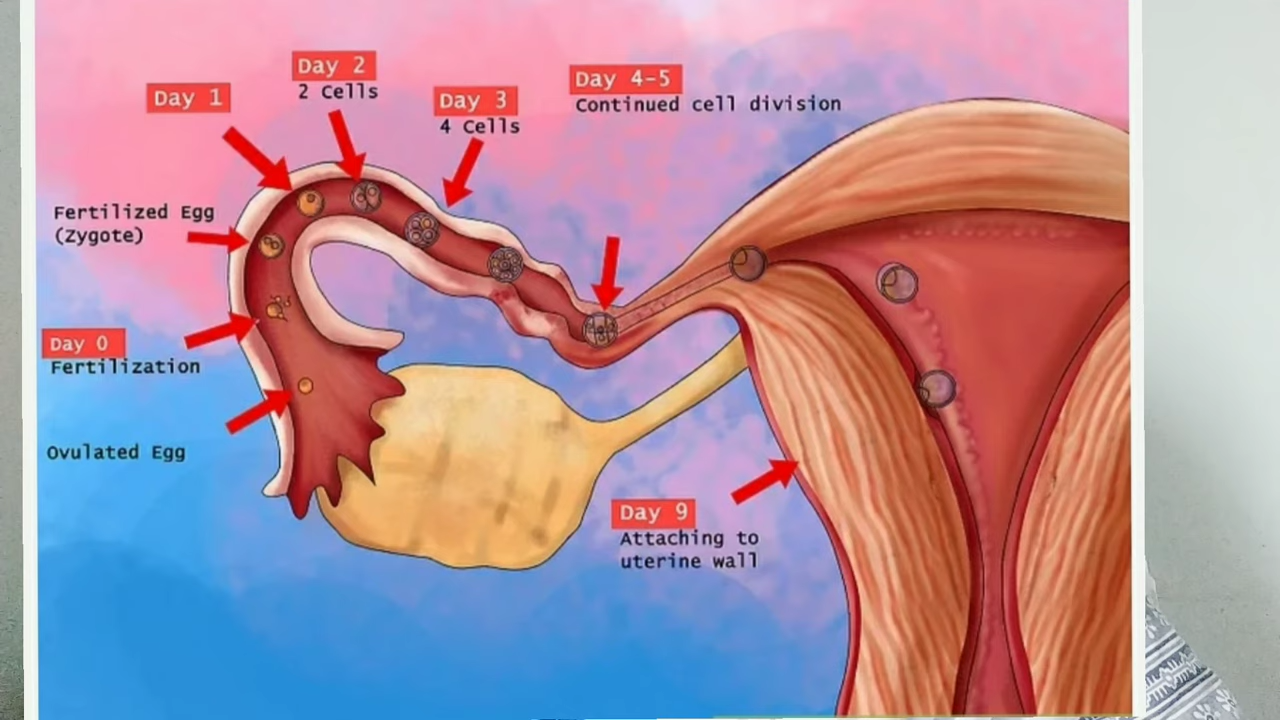 Day 1
Day 2
2 Cells
Day 3
4 Cells
Day 4-5
Continued cell division
Fertilized Egg
(Zygote)
Day 0
Fertilization
Ovulated Egg
Day 9
Attaching to
uterine wall